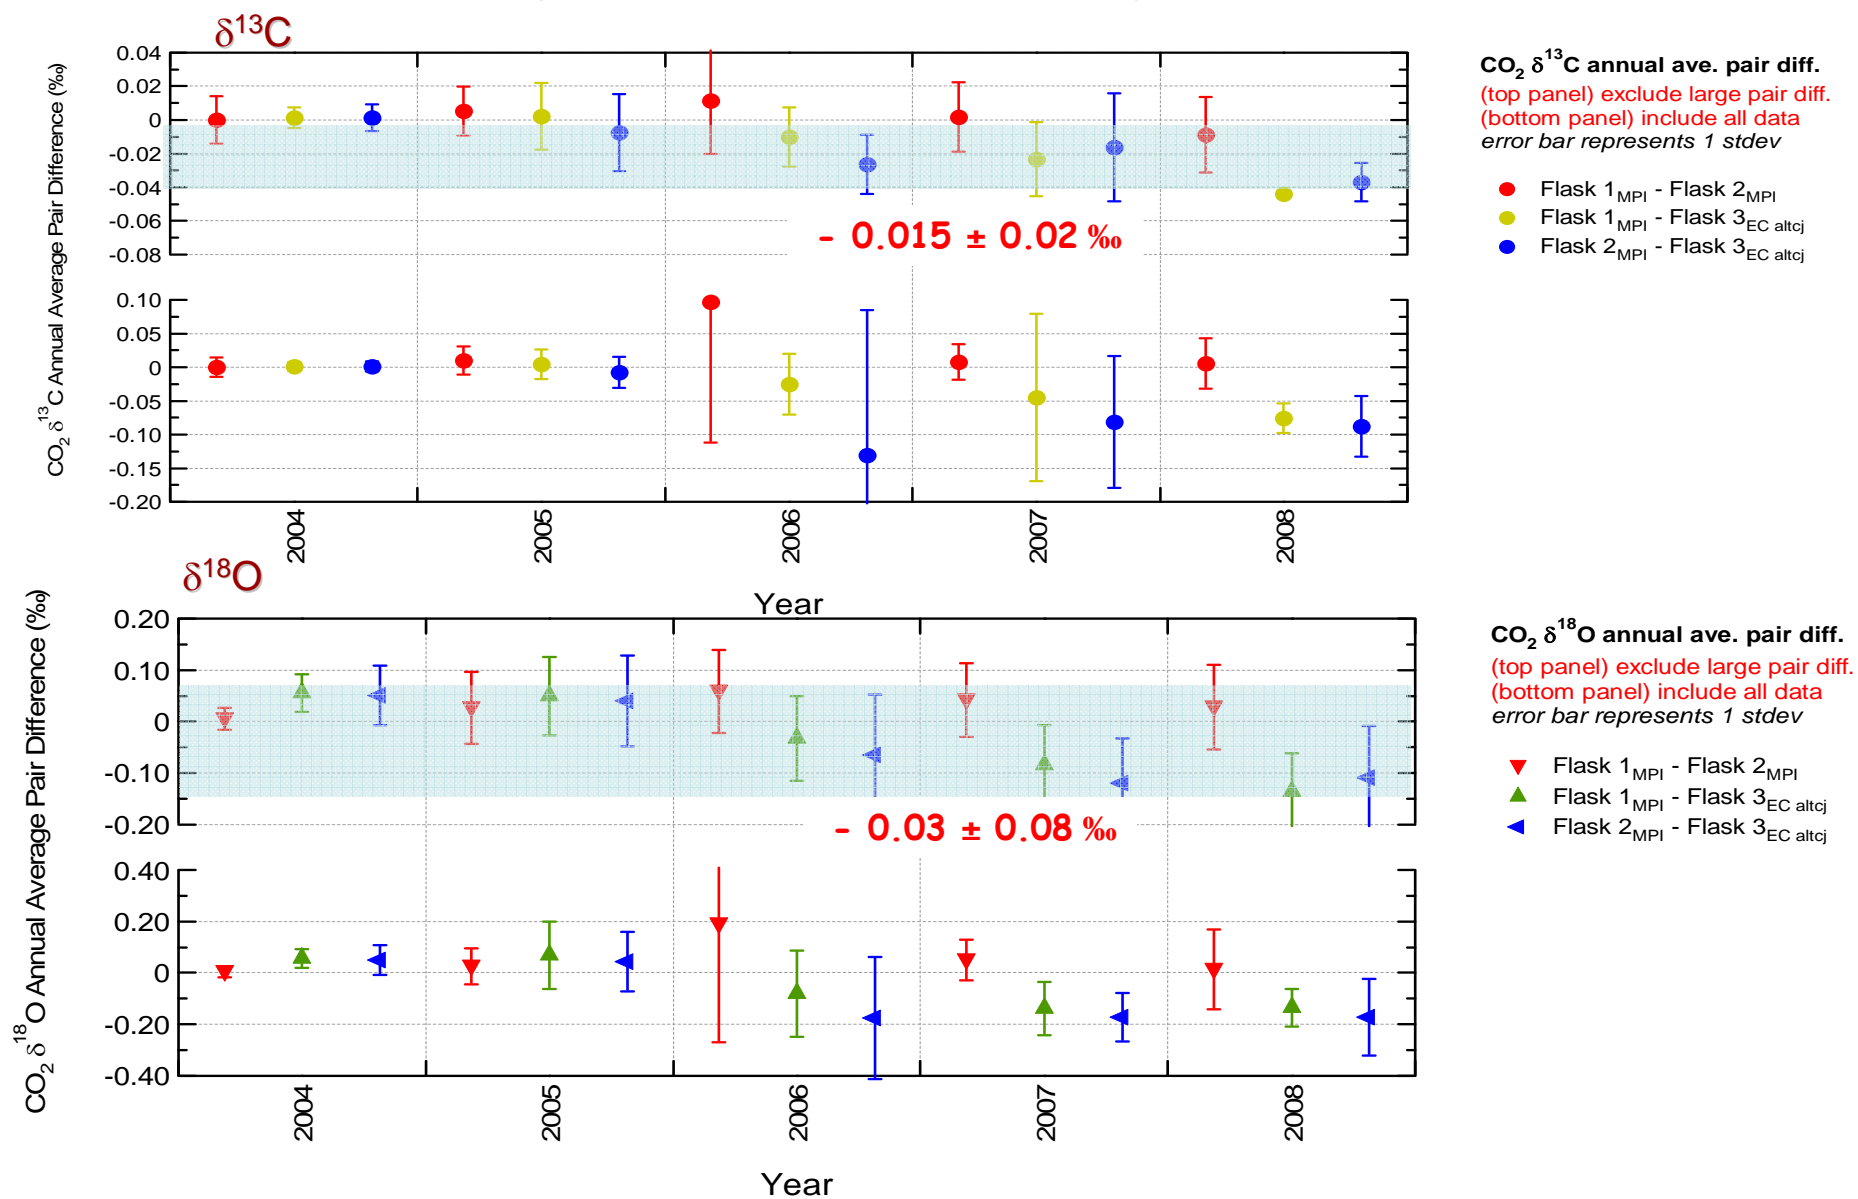 δ13C
CO2 δ13C Annual Average Pair Difference (‰)
0.04
0.02
0
-0.02
-0.04
-0.06
-0.08
- 0.015 ± 0.02 ‰
0.10
0.05
0
-0.05
-0.10
-0.15
-0.20
2004
2005
2006
2007
2008
Year
CO2 δ13C annual ave. pair diff.
(top panel) exclude large pair diff.
(bottom panel) include all data
error bar represents 1 stdev
Flask 1MPI - Flask 2MPI
Flask 1MPI - Flask 3EC altcj
Flask 2MPI - Flask 3EC altcj
δ18O
CO2 δ18O Annual Average Pair Difference (‰)
0.20
0.10
0
-0.10
-0.20
- 0.03 ± 0.08 ‰
0.40
0.20
0
-0.20
-0.40
2004
2005
2006
2007
2008
Year
CO2 δ18O annual ave. pair diff.
(top panel) exclude large pair diff.
(bottom panel) include all data
error bar represents 1 stdev
Flask 1MPI - Flask 2MPI
Flask 1MPI - Flask 3EC altcj
Flask 2MPI - Flask 3EC altcj